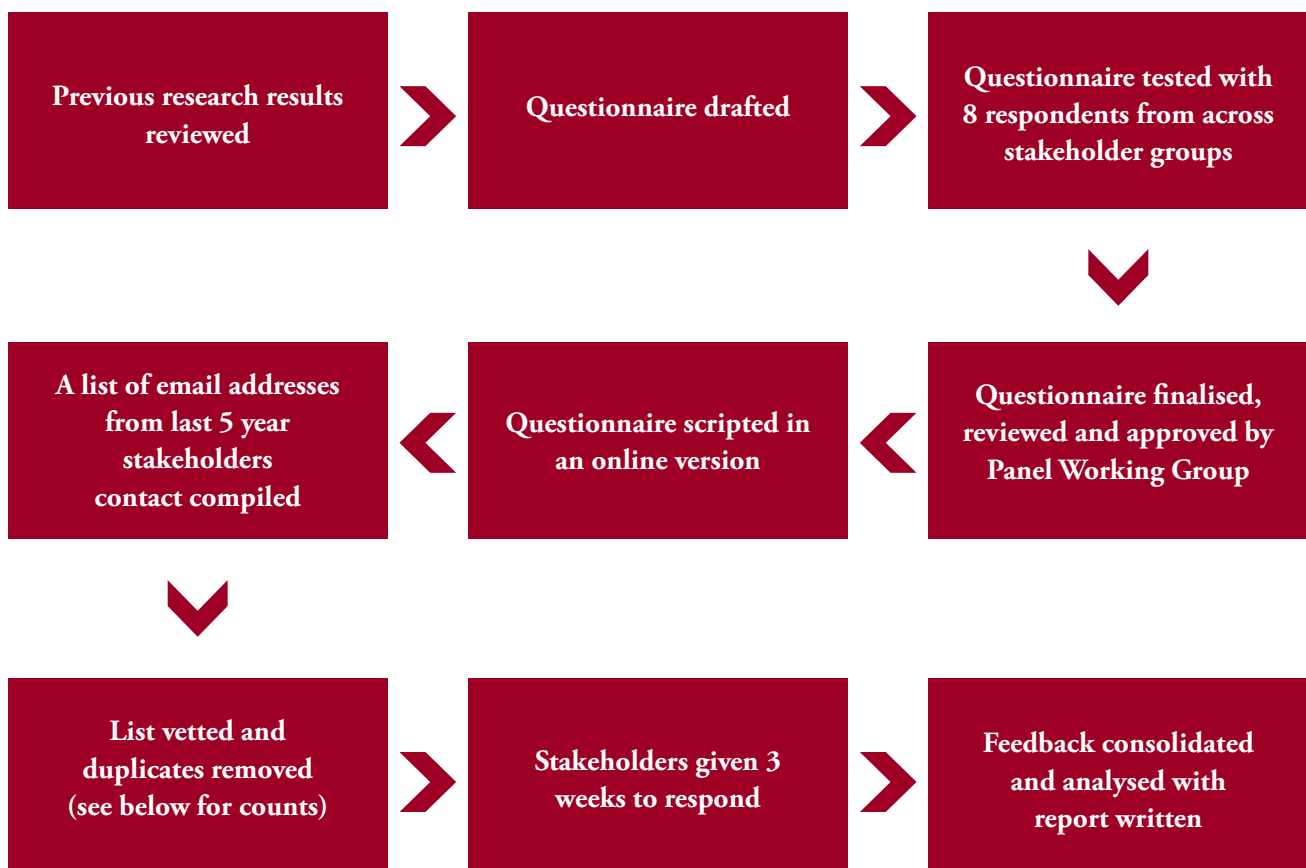 Previous research results
reviewed
Questionnaire drafted
Questionnaire tested with
8 respondents from across
stakeholder groups
Questionnaire finalised,
reviewed and approved by
Panel Working Group
Questionnaire scripted in
an online version
A list of email addresses
from last 5 year
stakeholders
contact compiled
List vetted and
duplicates removed
(see below for counts)
Stakeholders given 3
weeks to respond
Feedback consolidated
and analysed with
report written